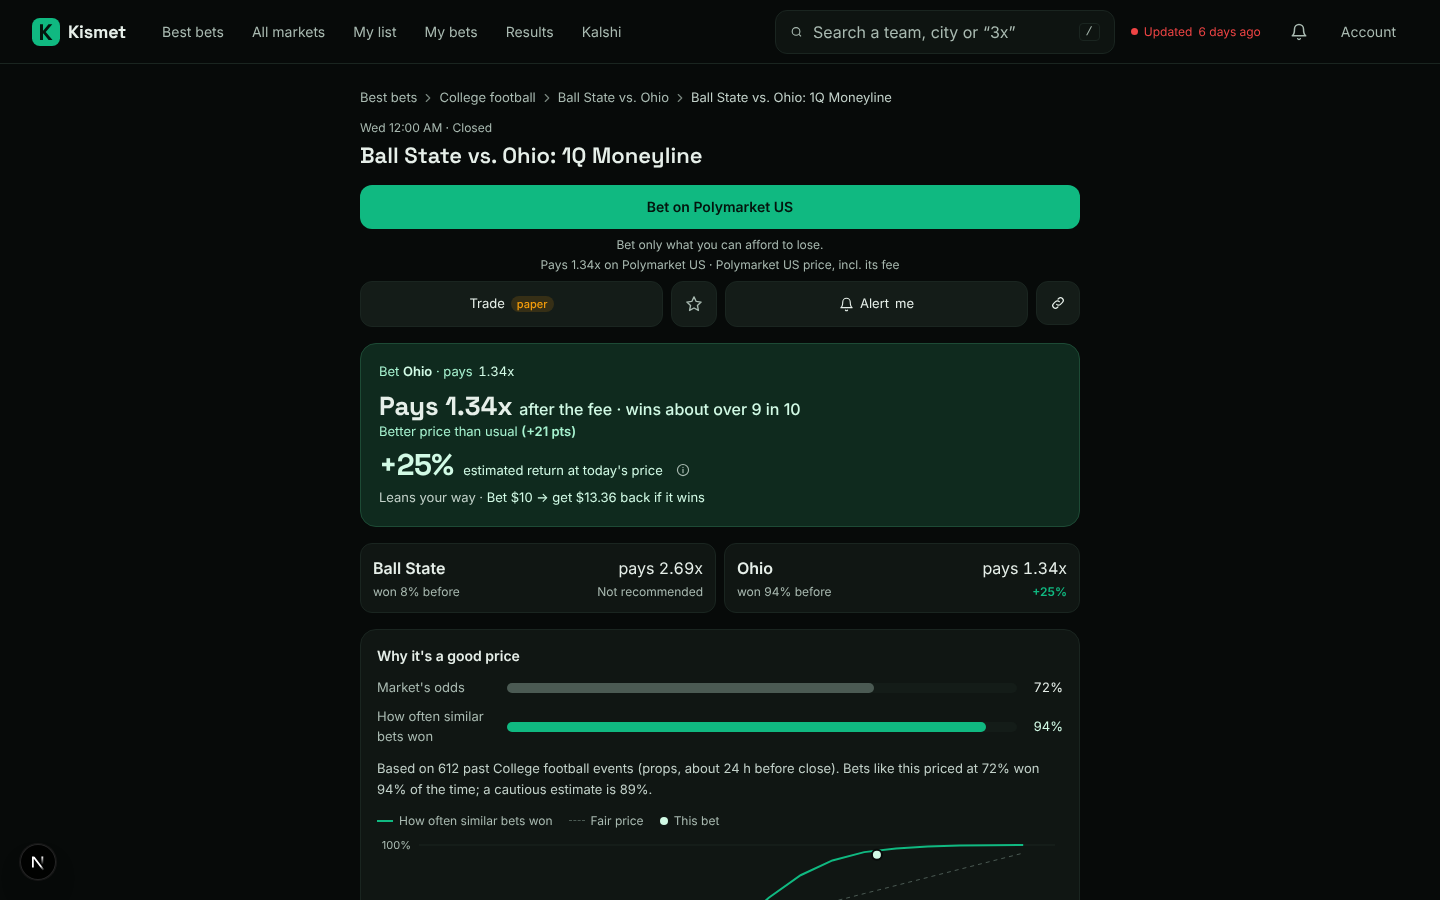 K Kismet Best bets All markets My list My bets Results Kalshi Search a team, city or “3x” / Updated 6 days ago Account
Best bets > College football > Ball State vs. Ohio > Ball State vs. Ohio: 1Q Moneyline
Wed 12:00 AM · Closed
Ball State vs. Ohio: 1Q Moneyline
Bet on Polymarket US
Bet only what you can afford to lose.
Pays 1.34x on Polymarket US · Polymarket US price, incl. its fee
Trade paper Alert me
Bet Ohio · pays 1.34x
Pays 1.34x after the fee · wins about over 9 in 10
Better price than usual (+21 pts)
+25% estimated return at today's price
Leans your way · Bet $10 → get $13.36 back if it wins
Ball State pays 2.69x
won 8% before Not recommended
Ohio pays 1.34x
won 94% before +25%
Why it's a good price
Market's odds 72%
How often similar
bets won 94%
Based on 612 past College football events (props, about 24 h before close). Bets like this priced at 72% won
94% of the time; a cautious estimate is 89%.
How often similar bets won Fair price This bet
100%
N